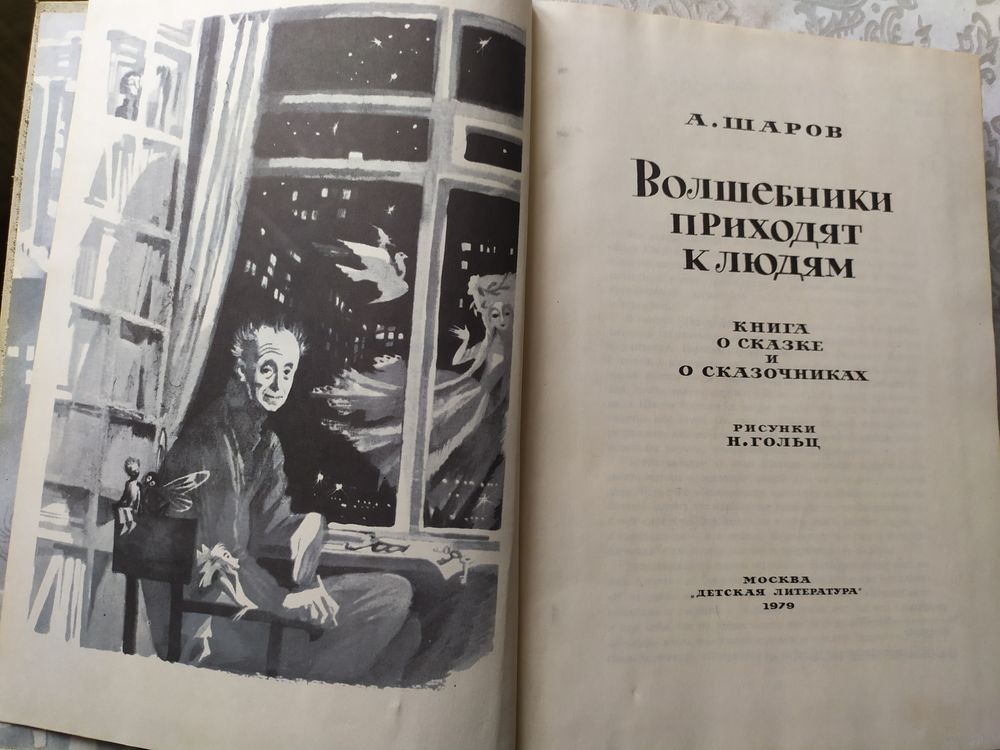 А. ШАРОВ
ВОЛШЕБНИКИ
ПРИХОДЯТ
К ЛЮДЯМ
КНИГА
О СКАЗКЕ
И
О СКАЗОЧНИКАХ
РИСУНКИ
Н. ГОЛЬЦ
МОСКВА
„ДЕТСКАЯ ЛИТЕРАТУРА"
1979